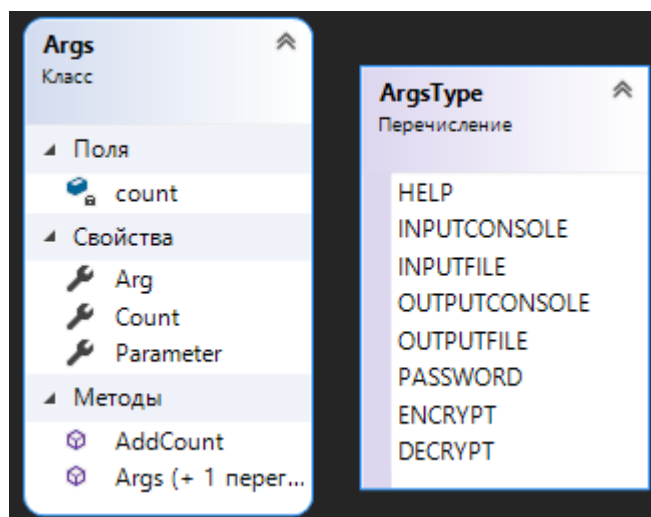 Args
Класс
Поля
count
Свойства
Arg
Count
Parameter
Методы
AddCount
Args (+ 1 перег...
ArgsType
Перечисление
HELP
INPUTCONSOLE
INPUTFILE
OUTPUTCONSOLE
OUTPUTFILE
PASSWORD
ENCRYPT
DECRYPT